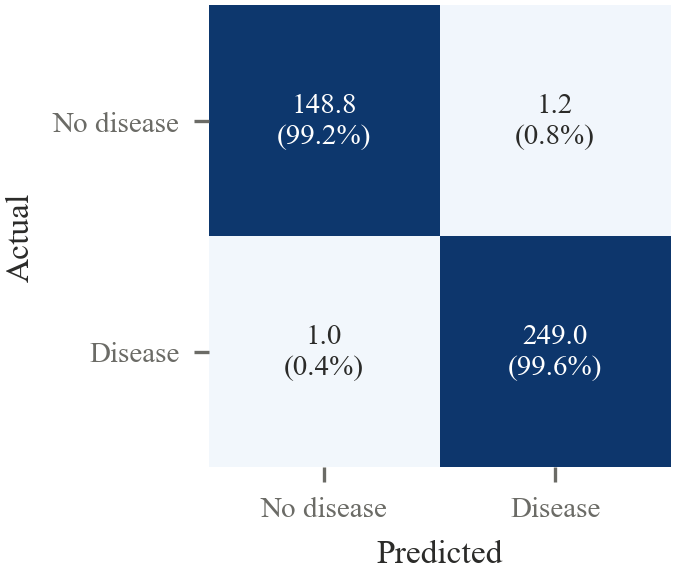 148.8
(99.2%)
1.2
(0.8%)
No disease
Actual
1.0
(0.4%)
249.0
(99.6%)
Disease
No disease
Disease
Predicted